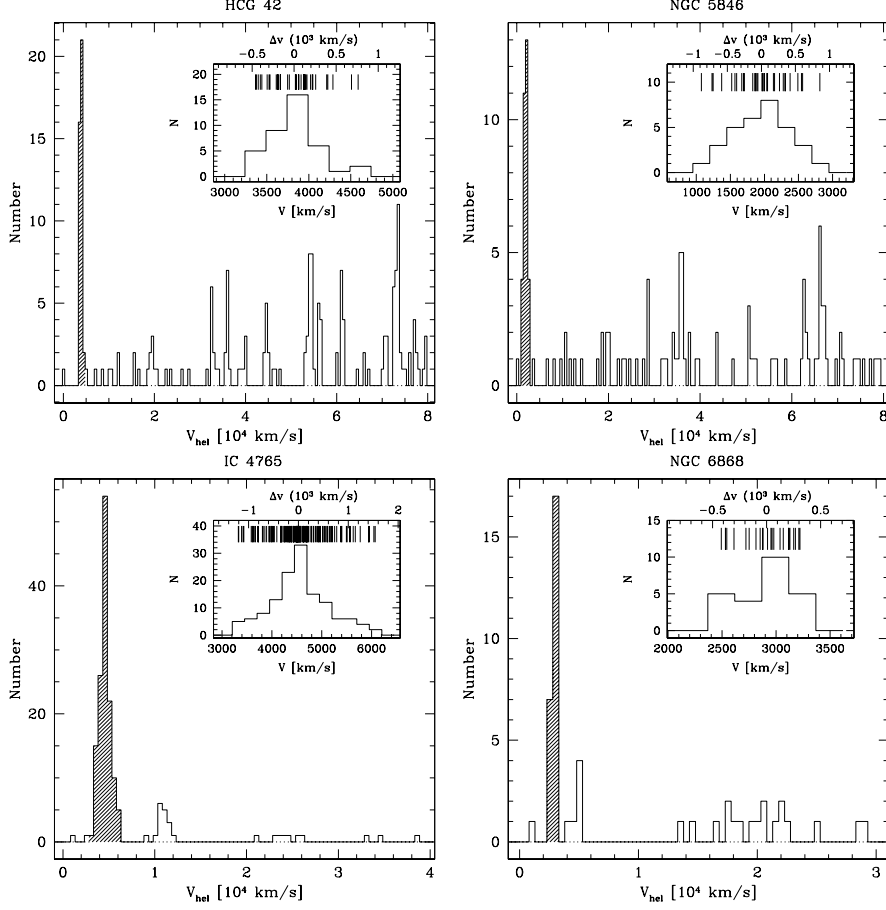 HCG 42
NGC 5846
Δv (10³ km/s)
−0.5 0 0.5 1
20
15
10
5
0
N
3000 3500 4000 4500 5000
V [km/s]
20
15
10
5
0
Number
0 2 4 6 8
V_hel [10⁴ km/s]
Δv (10³ km/s)
−1 −0.5 0 0.5 1
10
5
0
N
1000 1500 2000 2500 3000
V [km/s]
10
5
0
Number
0 2 4 6 8
V_hel [10⁴ km/s]
IC 4765
NGC 6868
Δv (10³ km/s)
−1 0 1 2
40
30
20
10
0
N
3000 4000 5000 6000
V [km/s]
40
20
0
Number
0 1 2 3 4
V_hel [10⁴ km/s]
Δv (10³ km/s)
−0.5 0 0.5
15
10
5
0
N
2000 2500 3000 3500
V [km/s]
15
10
5
0
Number
0 1 2 3
V_hel [10⁴ km/s]